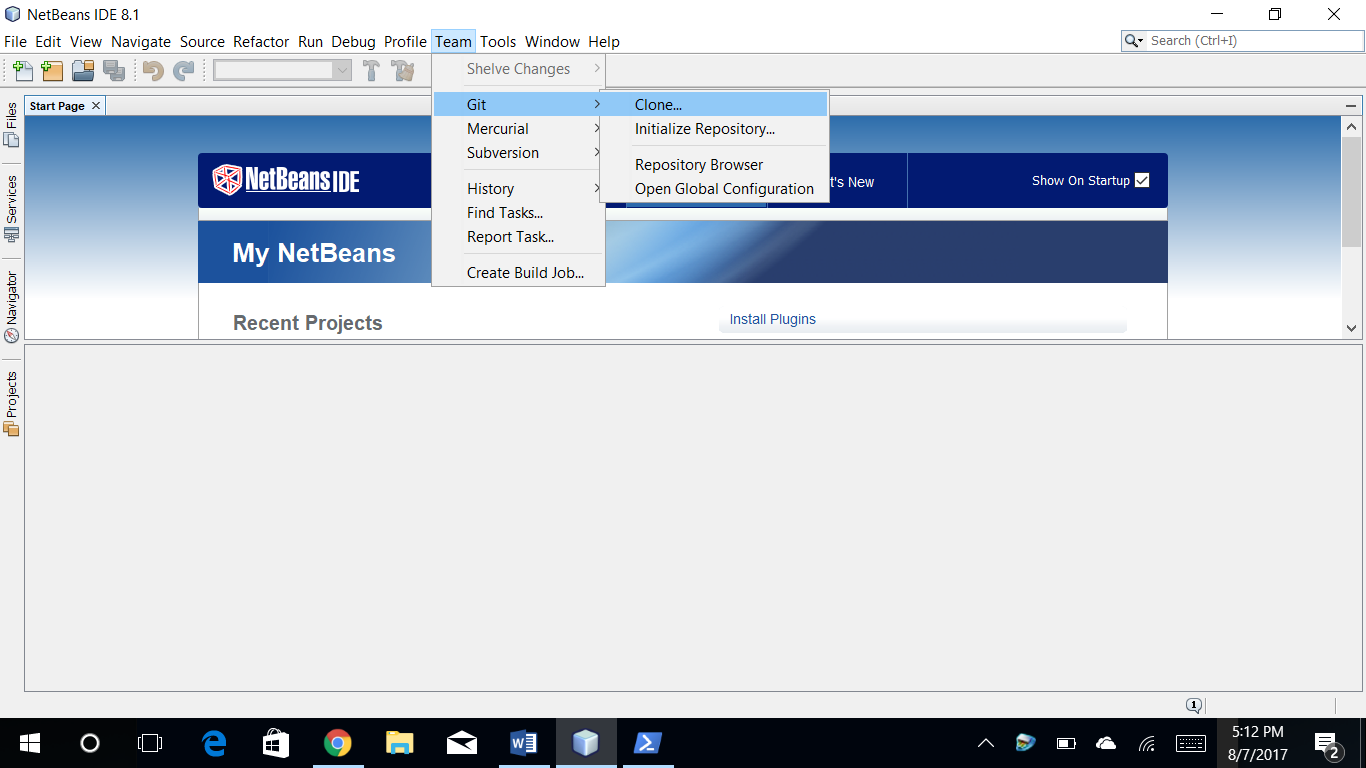 NetBeans IDE 8.1
File Edit View Navigate Source Refactor Run Debug Profile Team Tools Window Help
Search (Ctrl+I)
Shelve Changes
Start Page
Git
Clone...
Mercurial
Initialize Repository...
Subversion
Repository Browser
History
Open Global Configuration
Find Tasks...
Report Task...
Create Build Job...
Files
Services
Navigator
Projects
NetBeans IDE
t's New
Show On Startup
My NetBeans
Recent Projects
Install Plugins
1
5:12 PM
8/7/2017
2